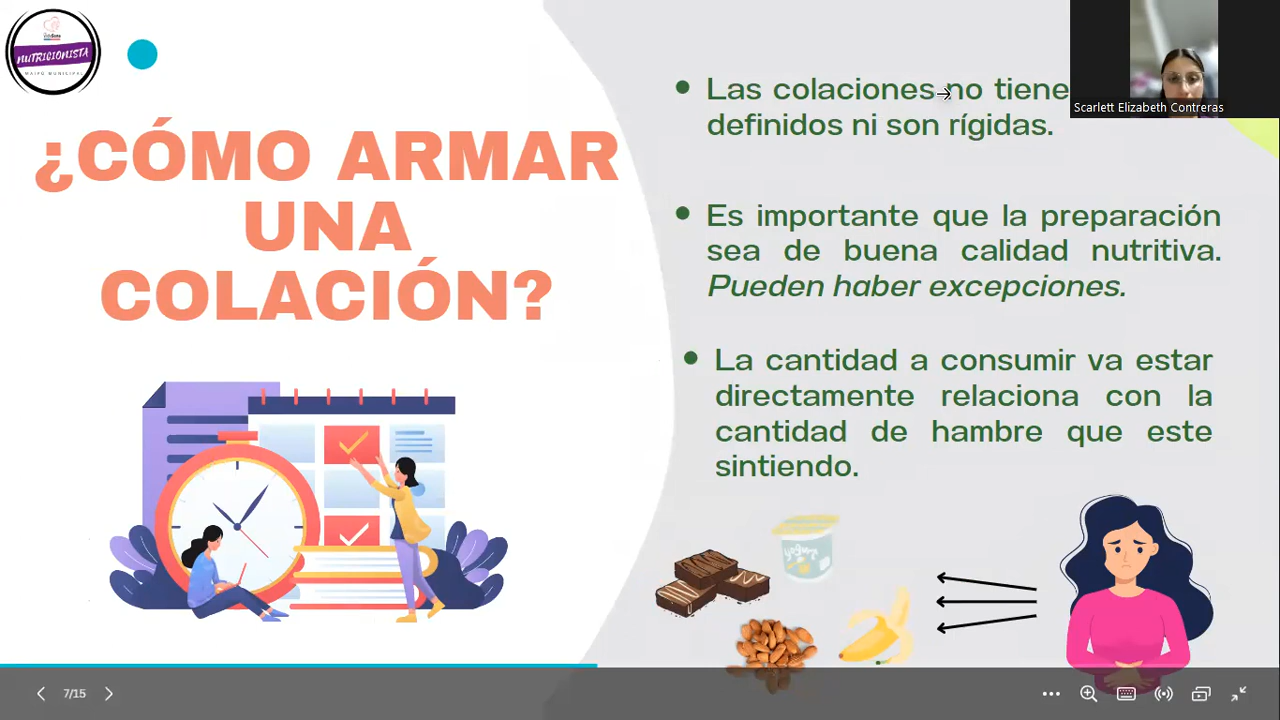 NUTRICIONISTA
MAIPÚ MUNICIPAL
¿CÓMO ARMAR
UNA
COLACIÓN?
Las colaciones no tiene
definidos ni son rígidas.
Es importante que la preparación
sea de buena calidad nutritiva.
Pueden haber excepciones.
La cantidad a consumir va estar
directamente relaciona con la
cantidad de hambre que este
sintiendo.
yogurt
Scarlett Elizabeth Contreras
7/15